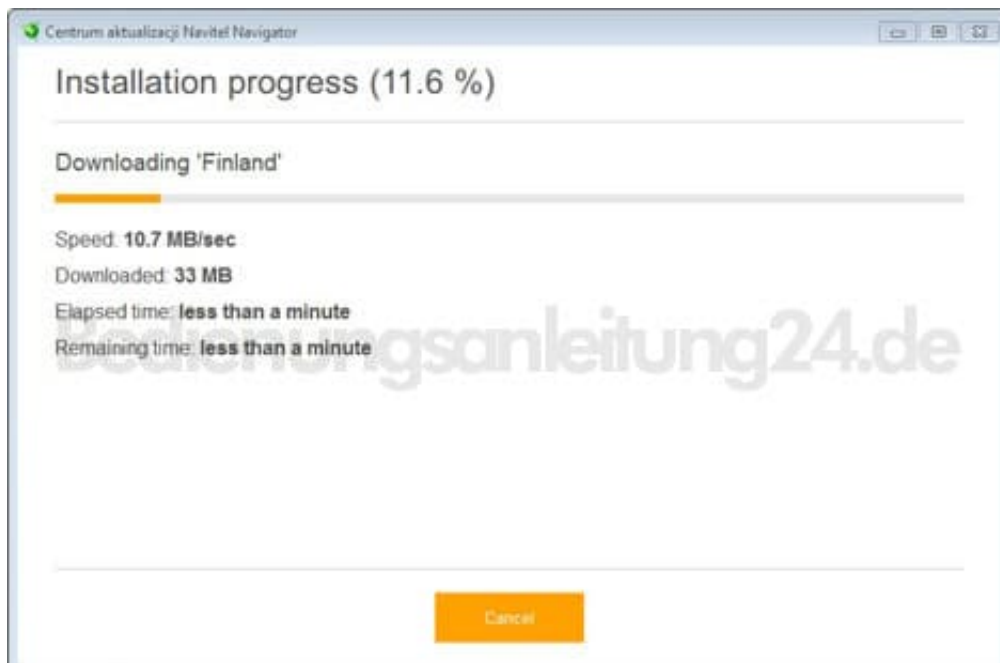 Centrum aktualizacji Navitel Navigator
Installation progress (11.6 %)
Downloading 'Finland'
Speed: 10.7 MB/sec
Downloaded: 33 MB
Elapsed time: less than a minute
Bedienungsanleitung24.de
Remaining time: less than a minute
Cancel